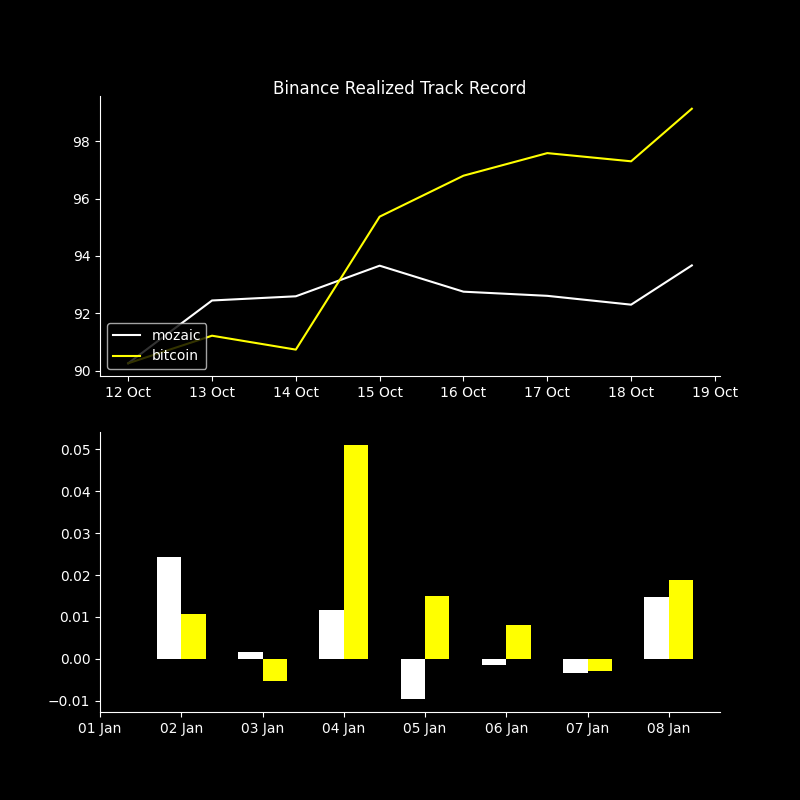 Binance Realized Track Record
98
96
94
92
90
mozaic
bitcoin
12 Oct 13 Oct 14 Oct 15 Oct 16 Oct 17 Oct 18 Oct 19 Oct
0.05
0.04
0.03
0.02
0.01
0.00
−0.01
01 Jan 02 Jan 03 Jan 04 Jan 05 Jan 06 Jan 07 Jan 08 Jan